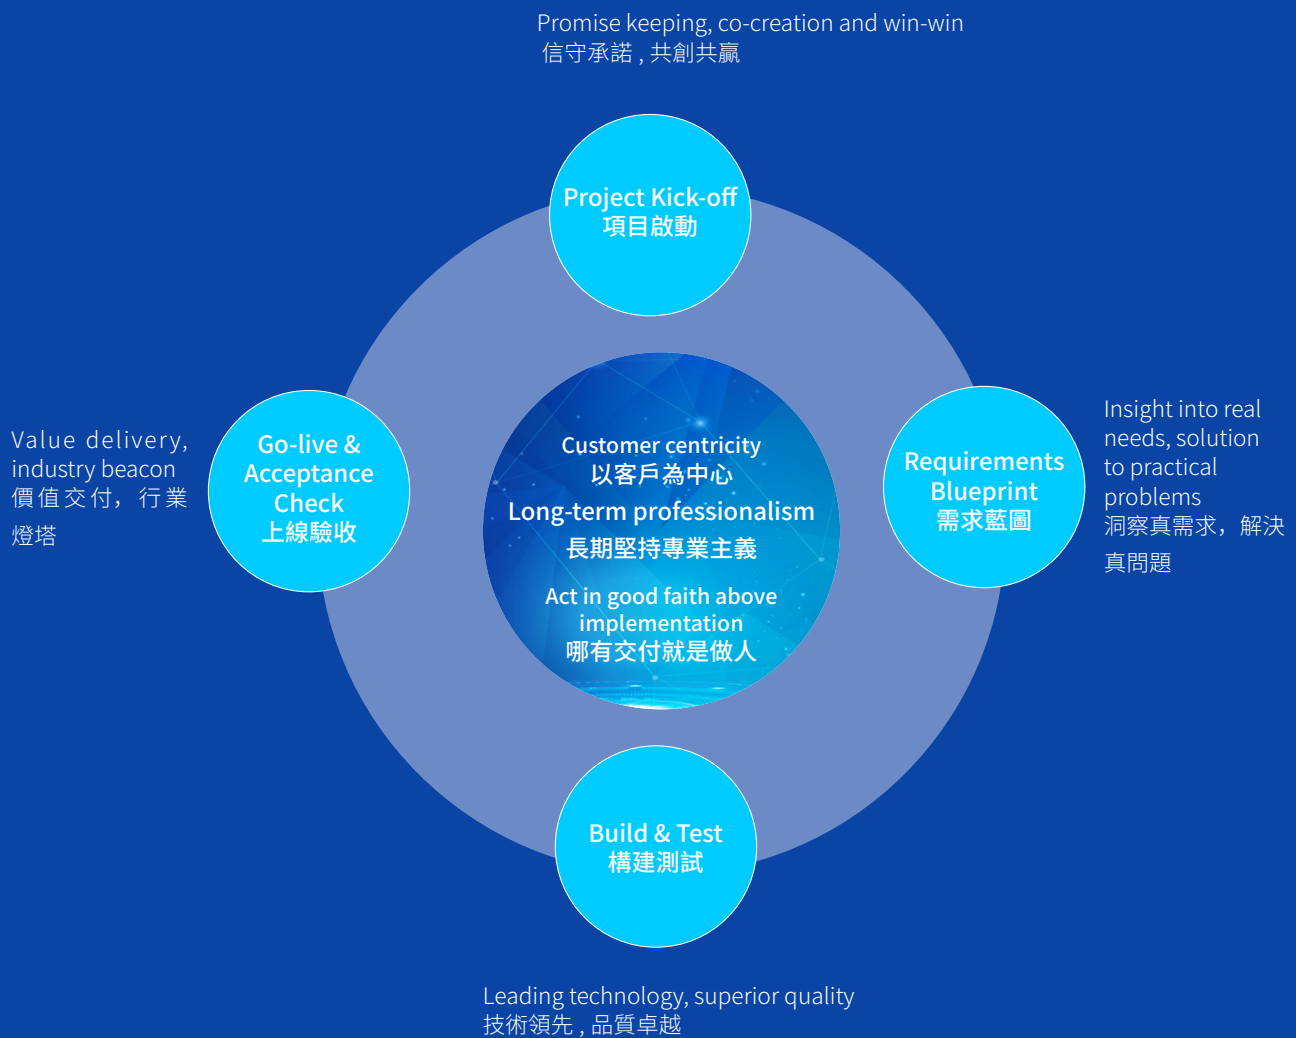 Promise keeping, co-creation and win-win
信守承諾 , 共創共贏
Project Kick-off
項目啟動
Value delivery,
industry beacon
價值交付，行業
燈塔
Go-live &
Acceptance
Check
上線驗收
Customer centricity
以客戶為中心
Long-term professionalism
長期堅持專業主義
Act in good faith above
implementation
哪有交付就是做人
Requirements
Blueprint
需求藍圖
Insight into real
needs, solution
to practical
problems
洞察真需求，解決
真問題
Build & Test
構建測試
Leading technology, superior quality
技術領先 , 品質卓越